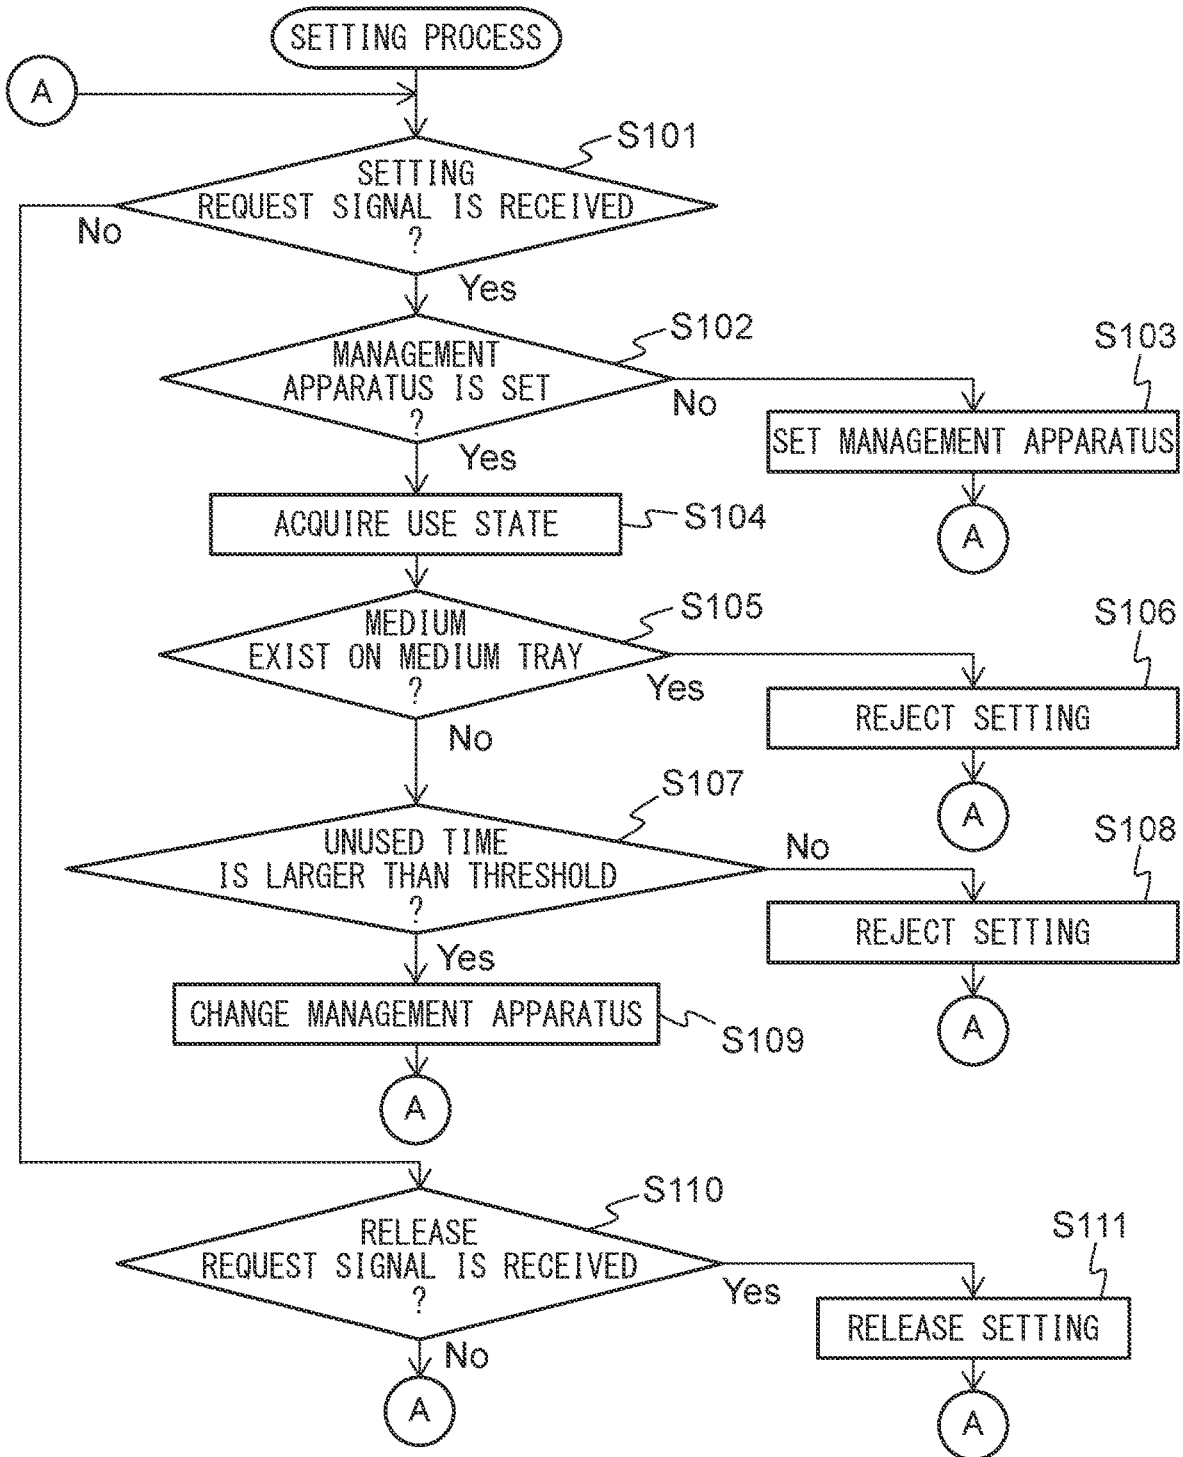 SETTING PROCESS
A
S101
SETTING
REQUEST SIGNAL IS RECEIVED
?
No
Yes
S102
MANAGEMENT
APPARATUS IS SET
?
No
Yes
S103
SET MANAGEMENT APPARATUS
A
ACQUIRE USE STATE
S104
S105
MEDIUM
EXIST ON MEDIUM TRAY
?
Yes
No
S106
REJECT SETTING
A
S107
UNUSED TIME
IS LARGER THAN THRESHOLD
?
No
Yes
S108
REJECT SETTING
A
CHANGE MANAGEMENT APPARATUS
S109
A
S110
RELEASE
REQUEST SIGNAL IS RECEIVED
?
Yes
No
S111
RELEASE SETTING
A
A